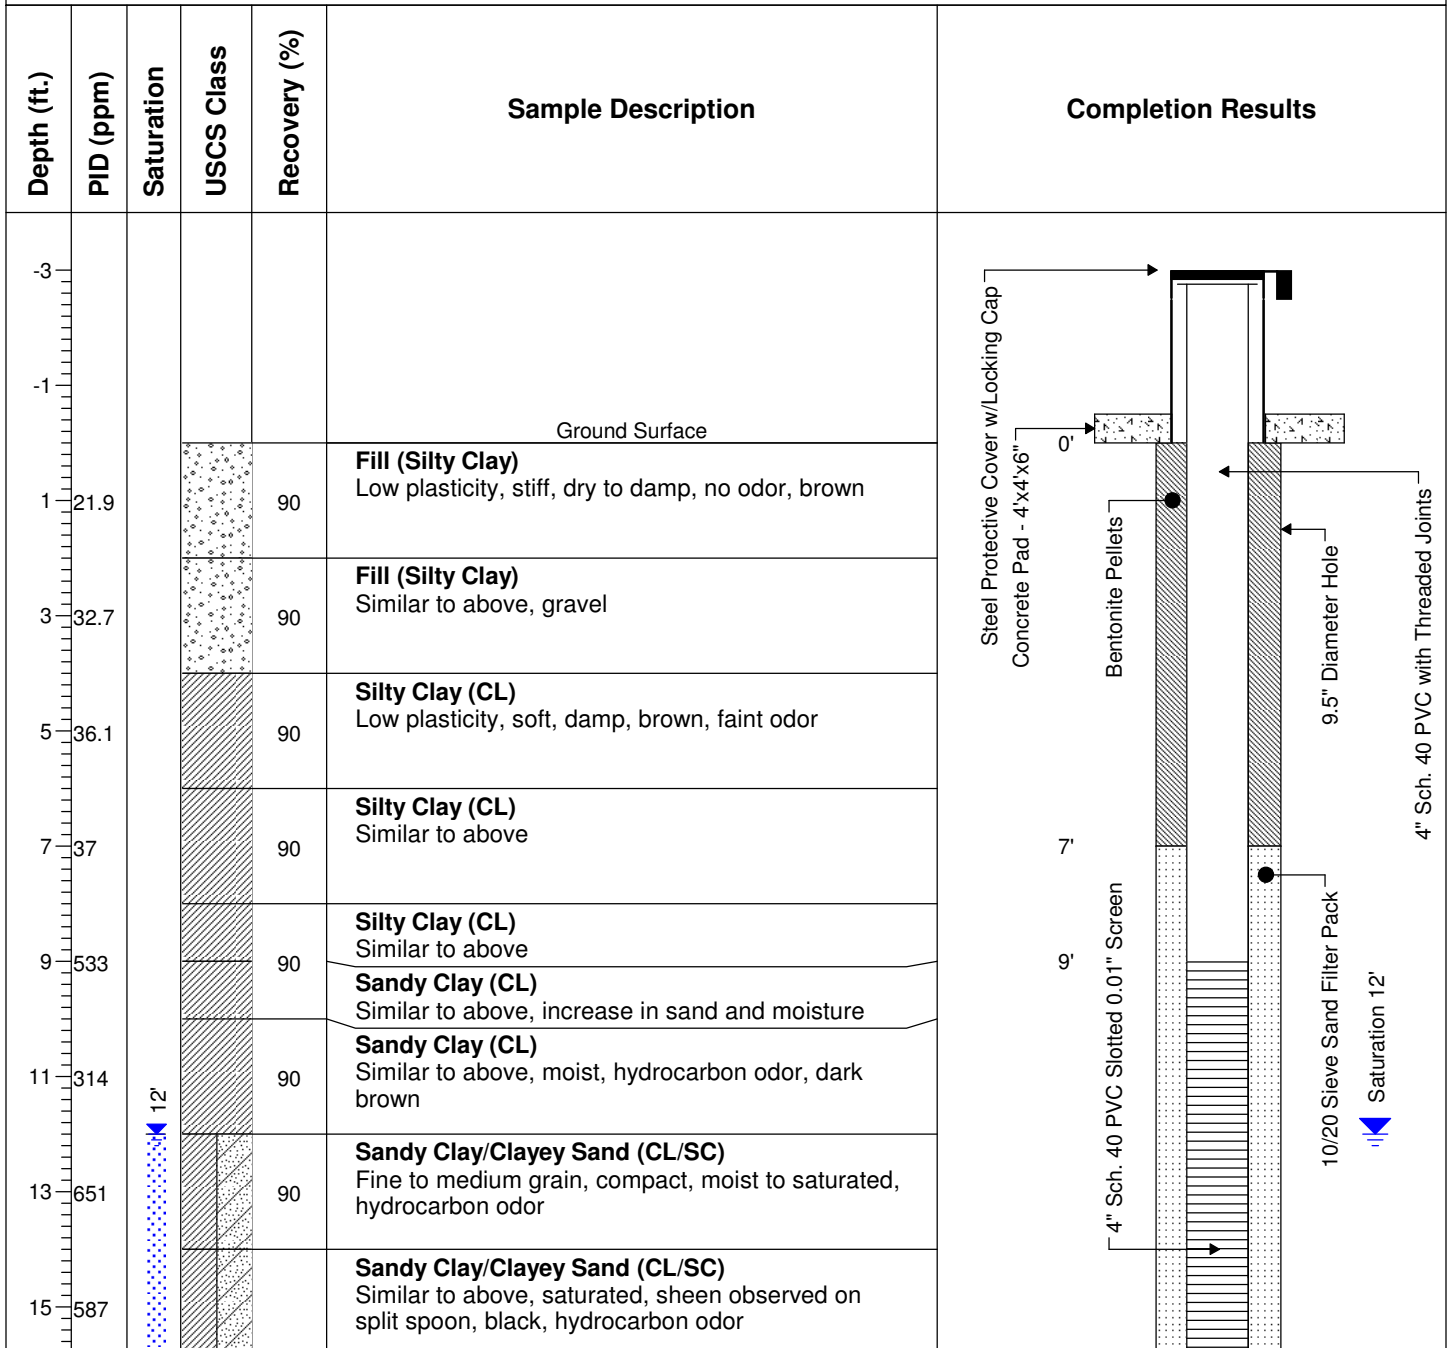 Depth (ft.)
PID (ppm)
Saturation
USCS Class
Recovery (%)
Sample Description
Completion Results
-3
-1
Ground Surface
0'
Fill (Silty Clay)
Low plasticity, stiff, dry to damp, no odor, brown
1
21.9
90
Fill (Silty Clay)
Similar to above, gravel
3
32.7
90
Silty Clay (CL)
Low plasticity, soft, damp, brown, faint odor
5
36.1
90
Silty Clay (CL)
Similar to above
7
37
90
7'
Silty Clay (CL)
Similar to above
9
533
90
9'
Sandy Clay (CL)
Similar to above, increase in sand and moisture
Sandy Clay (CL)
Similar to above, moist, hydrocarbon odor, dark
brown
11
314
90
12'
Sandy Clay/Clayey Sand (CL/SC)
Fine to medium grain, compact, moist to saturated,
hydrocarbon odor
13
651
90
Sandy Clay/Clayey Sand (CL/SC)
Similar to above, saturated, sheen observed on
split spoon, black, hydrocarbon odor
15
587
Steel Protective Cover w/Locking Cap
Concrete Pad - 4'x4'x6"
Bentonite Pellets
9.5" Diameter Hole
4" Sch. 40 PVC with Threaded Joints
4" Sch. 40 PVC Slotted 0.01" Screen
10/20 Sieve Sand Filter Pack
Saturation 12'